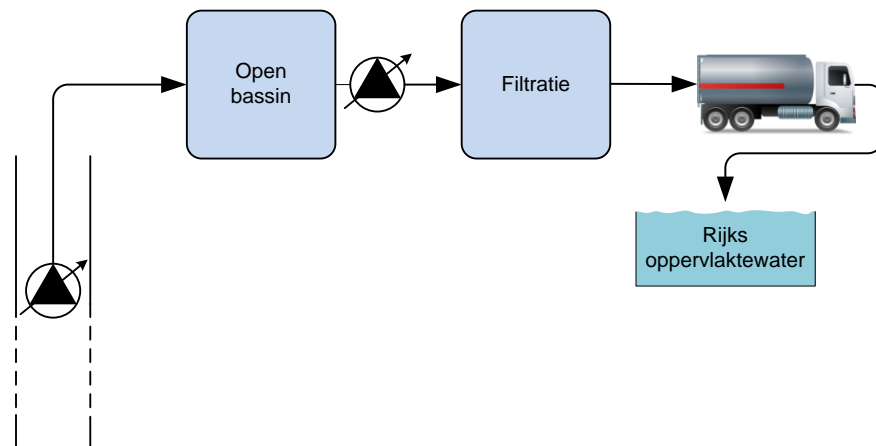 Open
bassin
Filtratie
Rijks
oppervlaktewater